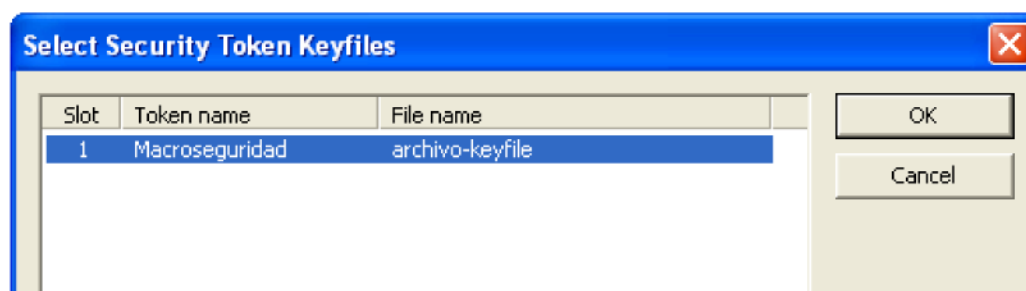 Select Security Token Keyfiles
Slot Token name File name OK
1 Macroseguridad archivo-keyfile
Cancel